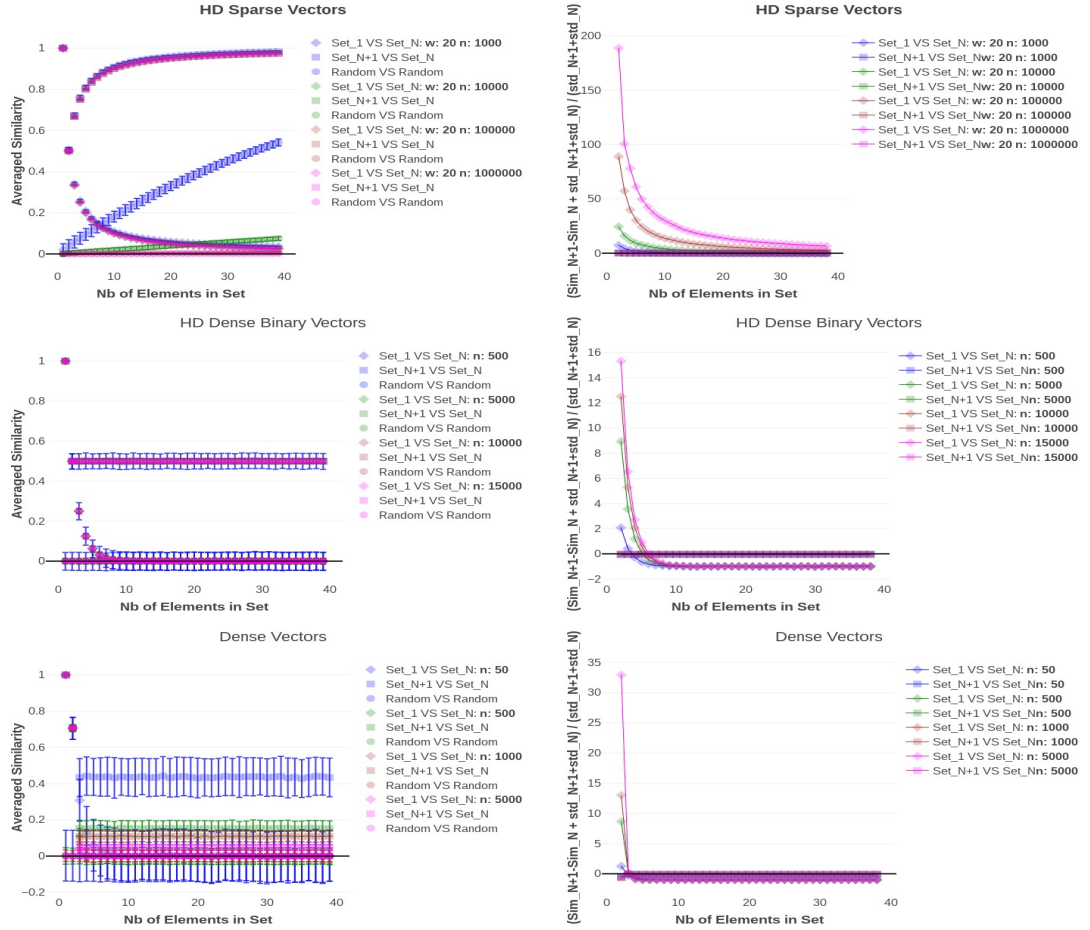 HD Sparse Vectors
Averaged Similarity
1
0.8
0.6
0.4
0.2
0
0
10
20
30
40
Nb of Elements in Set
Set_1 VS Set_N: w: 20 n: 1000
Set_N+1 VS Set_N
Random VS Random
Set_1 VS Set_N: w: 20 n: 10000
Set_N+1 VS Set_N
Random VS Random
Set_1 VS Set_N: w: 20 n: 100000
Set_N+1 VS Set_N
Random VS Random
Set_1 VS Set_N: w: 20 n: 1000000
Set_N+1 VS Set_N
Random VS Random
HD Sparse Vectors
(Sim_N+1-Sim_N + std_N+1+std_N) / (std_N+1+std_N)
200
150
100
50
0
0
10
20
30
40
Nb of Elements in Set
Set_1 VS Set_N: w: 20 n: 1000
Set_N+1 VS Set_Nw: 20 n: 1000
Set_1 VS Set_N: w: 20 n: 10000
Set_N+1 VS Set_Nw: 20 n: 10000
Set_1 VS Set_N: w: 20 n: 100000
Set_N+1 VS Set_Nw: 20 n: 100000
Set_1 VS Set_N: w: 20 n: 1000000
Set_N+1 VS Set_Nw: 20 n: 1000000
HD Dense Binary Vectors
Averaged Similarity
1
0.8
0.6
0.4
0.2
0
0
10
20
30
40
Nb of Elements in Set
Set_1 VS Set_N: n: 500
Set_N+1 VS Set_N
Random VS Random
Set_1 VS Set_N: n: 5000
Set_N+1 VS Set_N
Random VS Random
Set_1 VS Set_N: n: 10000
Set_N+1 VS Set_N
Random VS Random
Set_1 VS Set_N: n: 15000
Set_N+1 VS Set_N
Random VS Random
HD Dense Binary Vectors
(Sim_N+1-Sim_N + std_N+1+std_N) / (std_N+1+std_N)
16
14
12
10
8
6
4
2
0
−2
0
10
20
30
40
Nb of Elements in Set
Set_1 VS Set_N: n: 500
Set_N+1 VS Set_Nn: 500
Set_1 VS Set_N: n: 5000
Set_N+1 VS Set_Nn: 5000
Set_1 VS Set_N: n: 10000
Set_N+1 VS Set_Nn: 10000
Set_1 VS Set_N: n: 15000
Set_N+1 VS Set_Nn: 15000
Dense Vectors
Averaged Similarity
1
0.8
0.6
0.4
0.2
0
−0.2
0
10
20
30
40
Nb of Elements in Set
Set_1 VS Set_N: n: 50
Set_N+1 VS Set_N
Random VS Random
Set_1 VS Set_N: n: 500
Set_N+1 VS Set_N
Random VS Random
Set_1 VS Set_N: n: 1000
Set_N+1 VS Set_N
Random VS Random
Set_1 VS Set_N: n: 5000
Set_N+1 VS Set_N
Random VS Random
Dense Vectors
(Sim_N+1-Sim_N + std_N+1+std_N) / (std_N+1+std_N)
35
30
25
20
15
10
5
0
0
10
20
30
40
Nb of Elements in Set
Set_1 VS Set_N: n: 50
Set_N+1 VS Set_Nn: 50
Set_1 VS Set_N: n: 500
Set_N+1 VS Set_Nn: 500
Set_1 VS Set_N: n: 1000
Set_N+1 VS Set_Nn: 1000
Set_1 VS Set_N: n: 5000
Set_N+1 VS Set_Nn: 5000